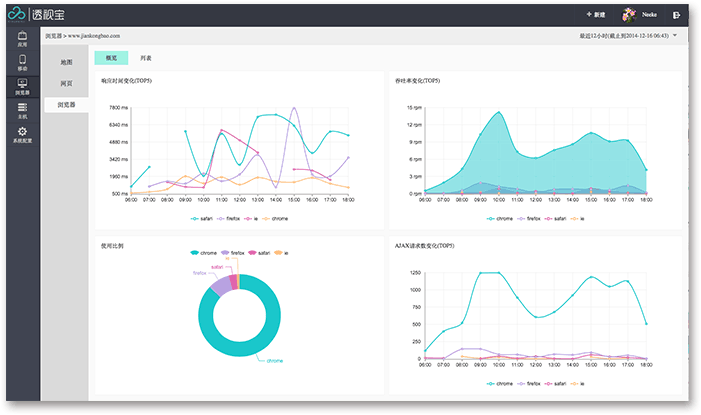 透视宝
+ 新建
Neeke
应用
移动
浏览器
主机
系统配置
浏览器 > www.jiankongbao.com
最近12小时(截止到2014-12-16 06:43)
地图
网页
浏览器
概览
列表
响应时间变化(TOP5)
7800 ms
6340 ms
4880 ms
3420 ms
1960 ms
500 ms
06:00 07:00 08:00 09:00 10:00 11:00 12:00 13:00 14:00 15:00 16:00 17:00 18:00
safari firefox ie chrome
吞吐率变化(TOP5)
15 rpm
12 rpm
9 rpm
6 rpm
3 rpm
0 rpm
06:00 07:00 08:00 09:00 10:00 11:00 12:00 13:00 14:00 15:00 16:00 17:00 18:00
chrome firefox safari ie
使用比例
chrome firefox safari ie
ie
safari
firefox
chrome
AJAX请求数变化(TOP5)
1250
1000
750
500
250
0
06:00 07:00 08:00 09:00 10:00 11:00 12:00 13:00 14:00 15:00 16:00 17:00 18:00
chrome firefox safari ie